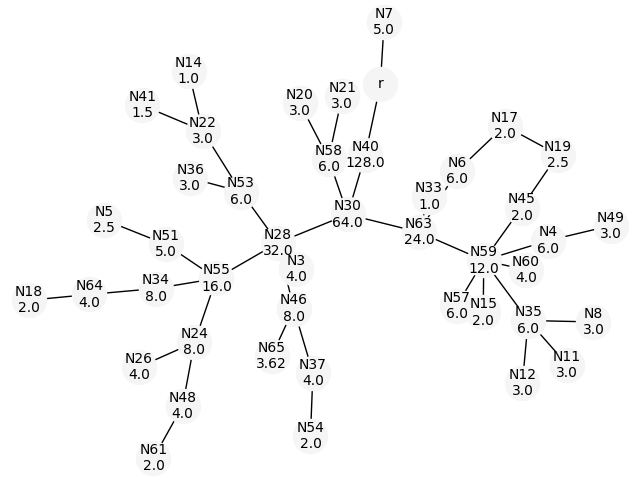 N7
5.0
r
N14
1.0
N41
1.5
N20
3.0
N21
3.0
N22
3.0
N17
2.0
N58
6.0
N40
128.0
N19
2.5
N36
3.0
N6
6.0
N53
6.0
N33
1.0
N30
64.0
N45
2.0
N5
2.5
N63
24.0
N49
3.0
N51
5.0
N28
32.0
N4
6.0
N59
12.0
N3
4.0
N60
4.0
N55
16.0
N34
8.0
N64
4.0
N18
2.0
N46
8.0
N57
6.0
N15
2.0
N35
6.0
N8
3.0
N24
8.0
N65
3.62
N26
4.0
N37
4.0
N11
3.0
N12
3.0
N48
4.0
N54
2.0
N61
2.0